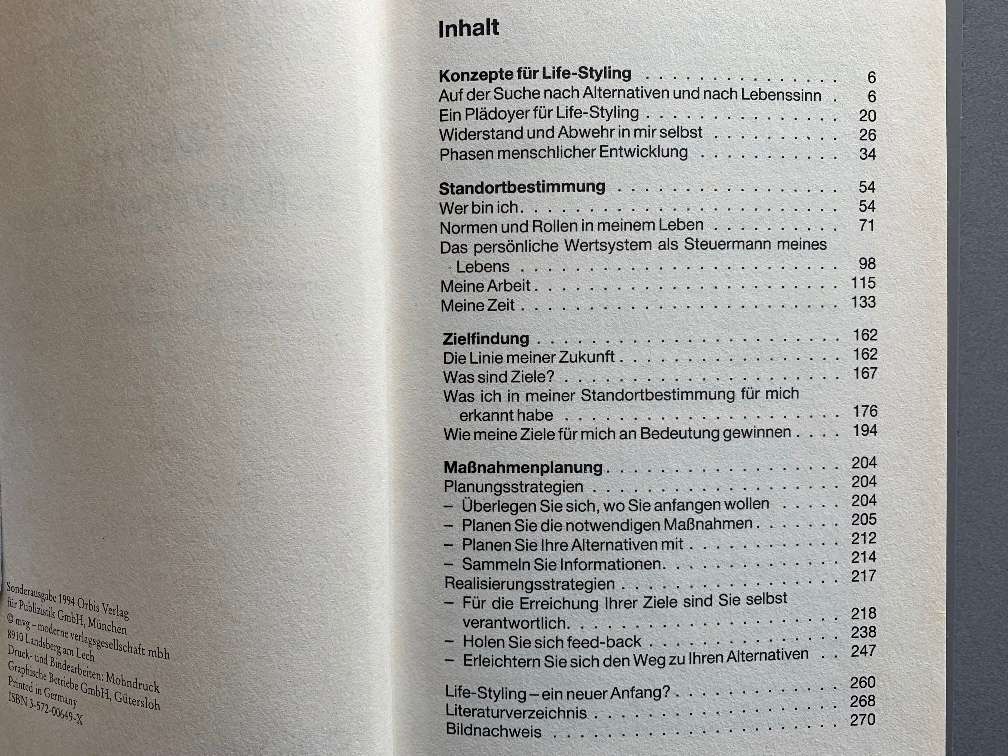 Sonderausgabe 1994 Orbis Verlag
für Publizistik GmbH, München
© mvg – moderne verlagsgesellschaft mbh
8910 Landsberg am Lech
Druck- und Bindearbeiten: Mohndruck
Graphische Betriebe GmbH, Gütersloh
Printed in Germany
ISBN 3-572-00649-X
Inhalt
Konzepte für Life-Styling . . . . . . . . . . . . . . . 6
Auf der Suche nach Alternativen und nach Lebenssinn . 6
Ein Plädoyer für Life-Styling . . . . . . . . . . . . . . . 20
Widerstand und Abwehr in mir selbst . . . . . . . . . . 26
Phasen menschlicher Entwicklung . . . . . . . . . . . 34
Standortbestimmung . . . . . . . . . . . . . . . . . 54
Wer bin ich . . . . . . . . . . . . . . . . . . . . . . . . 54
Normen und Rollen in meinem Leben . . . . . . . . . . 71
Das persönliche Wertsystem als Steuermann meines
Lebens . . . . . . . . . . . . . . . . . . . . . . . . 98
Meine Arbeit . . . . . . . . . . . . . . . . . . . . . . . 115
Meine Zeit . . . . . . . . . . . . . . . . . . . . . . . . 133
Zielfindung . . . . . . . . . . . . . . . . . . . . . . . 162
Die Linie meiner Zukunft . . . . . . . . . . . . . . . . . 162
Was sind Ziele? . . . . . . . . . . . . . . . . . . . . . 167
Was ich in meiner Standortbestimmung für mich
erkannt habe . . . . . . . . . . . . . . . . . . . . . 176
Wie meine Ziele für mich an Bedeutung gewinnen . . . . 194
Maßnahmenplanung . . . . . . . . . . . . . . . . . . 204
Planungsstrategien . . . . . . . . . . . . . . . . . . . 204
– Überlegen Sie sich, wo Sie anfangen wollen . . . . . 204
– Planen Sie die notwendigen Maßnahmen . . . . . . . 205
– Planen Sie Ihre Alternativen mit . . . . . . . . . . . . 212
– Sammeln Sie Informationen . . . . . . . . . . . . . . 214
Realisierungsstrategien . . . . . . . . . . . . . . . . . 217
– Für die Erreichung Ihrer Ziele sind Sie selbst
verantwortlich . . . . . . . . . . . . . . . . . . . . . 218
– Holen Sie sich feed-back . . . . . . . . . . . . . . . 238
– Erleichtern Sie sich den Weg zu Ihren Alternativen . . 247
Life-Styling – ein neuer Anfang? . . . . . . . . . . . . . 260
Literaturverzeichnis . . . . . . . . . . . . . . . . . . . 268
Bildnachweis . . . . . . . . . . . . . . . . . . . . . . 270